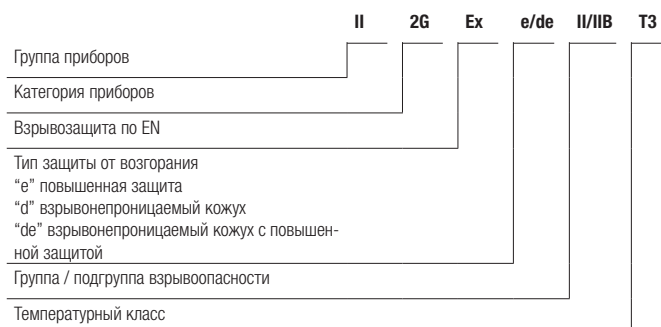 II 2G Ex e/de II/IIB T3
Группа приборов
Категория приборов
Взрывозащита по EN
Тип защиты от возгорания
“e” повышенная защита
“d” взрывонепроницаемый кожух
“de” взрывонепроницаемый кожух с повышен-
ной защитой
Группа / подгруппа взрывоопасности
Температурный класс